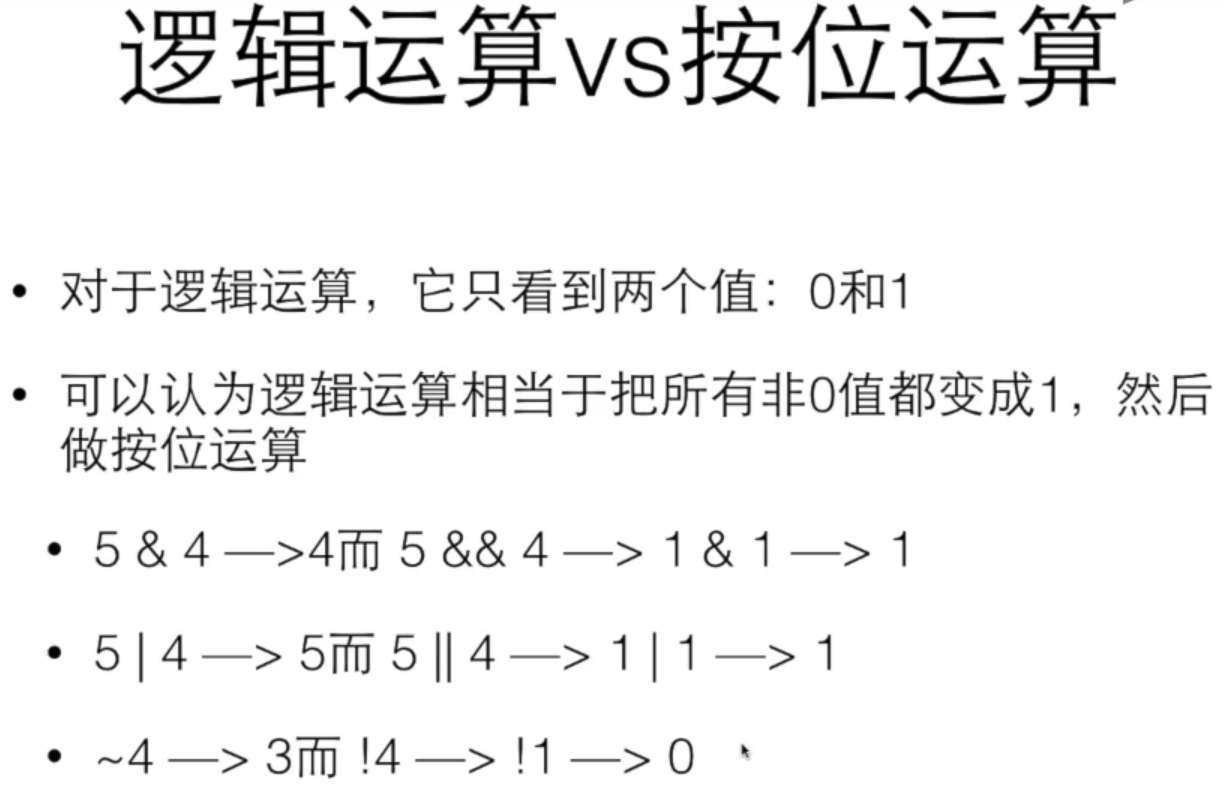 逻辑运算vs按位运算
• 对于逻辑运算，它只看到两个值：0和1
• 可以认为逻辑运算相当于把所有非0值都变成1，然后
做按位运算
• 5 & 4 —>4而 5 && 4 —> 1 & 1 —> 1
• 5 | 4 —> 5而 5 || 4 —> 1 | 1 —> 1
• ~4 —> 3而 !4 —> !1 —> 0